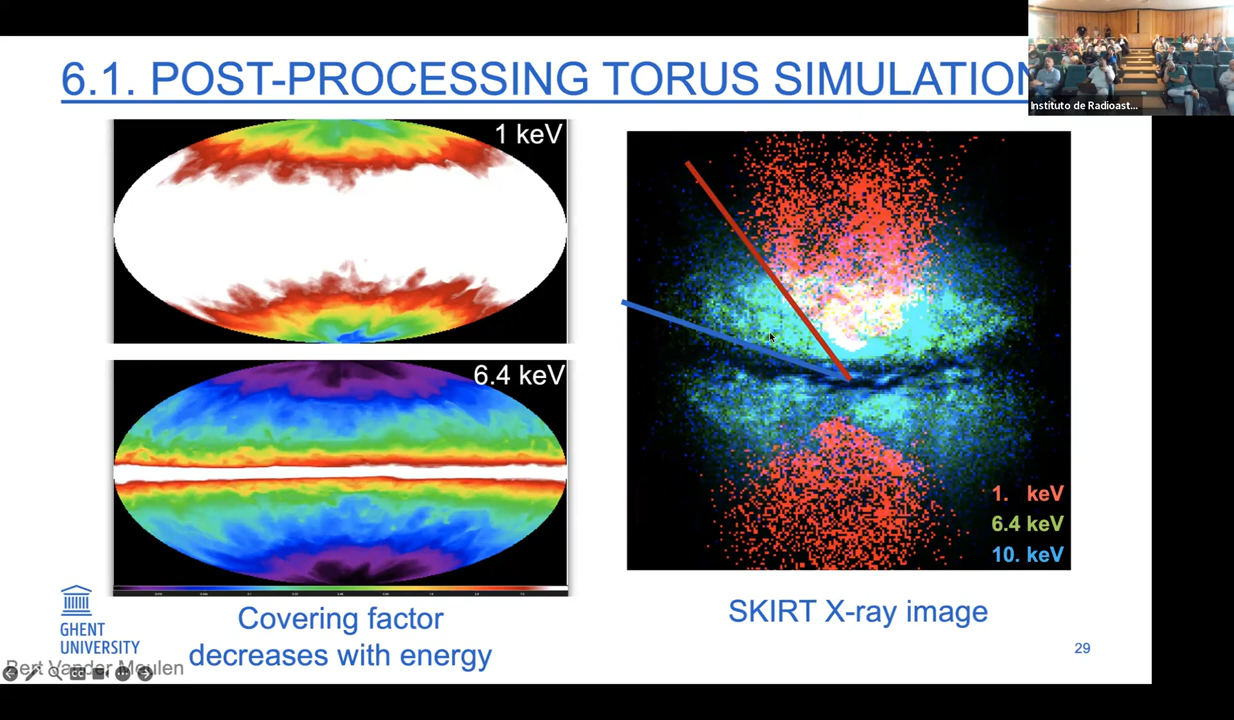 6.1. POST-PROCESSING TORUS SIMULATION
Instituto de Radioast...
1 keV
6.4 keV
Covering factor
decreases with energy
1. keV
6.4 keV
10. keV
SKIRT X-ray image
GHENT
UNIVERSITY
Bert Vander Meulen
29